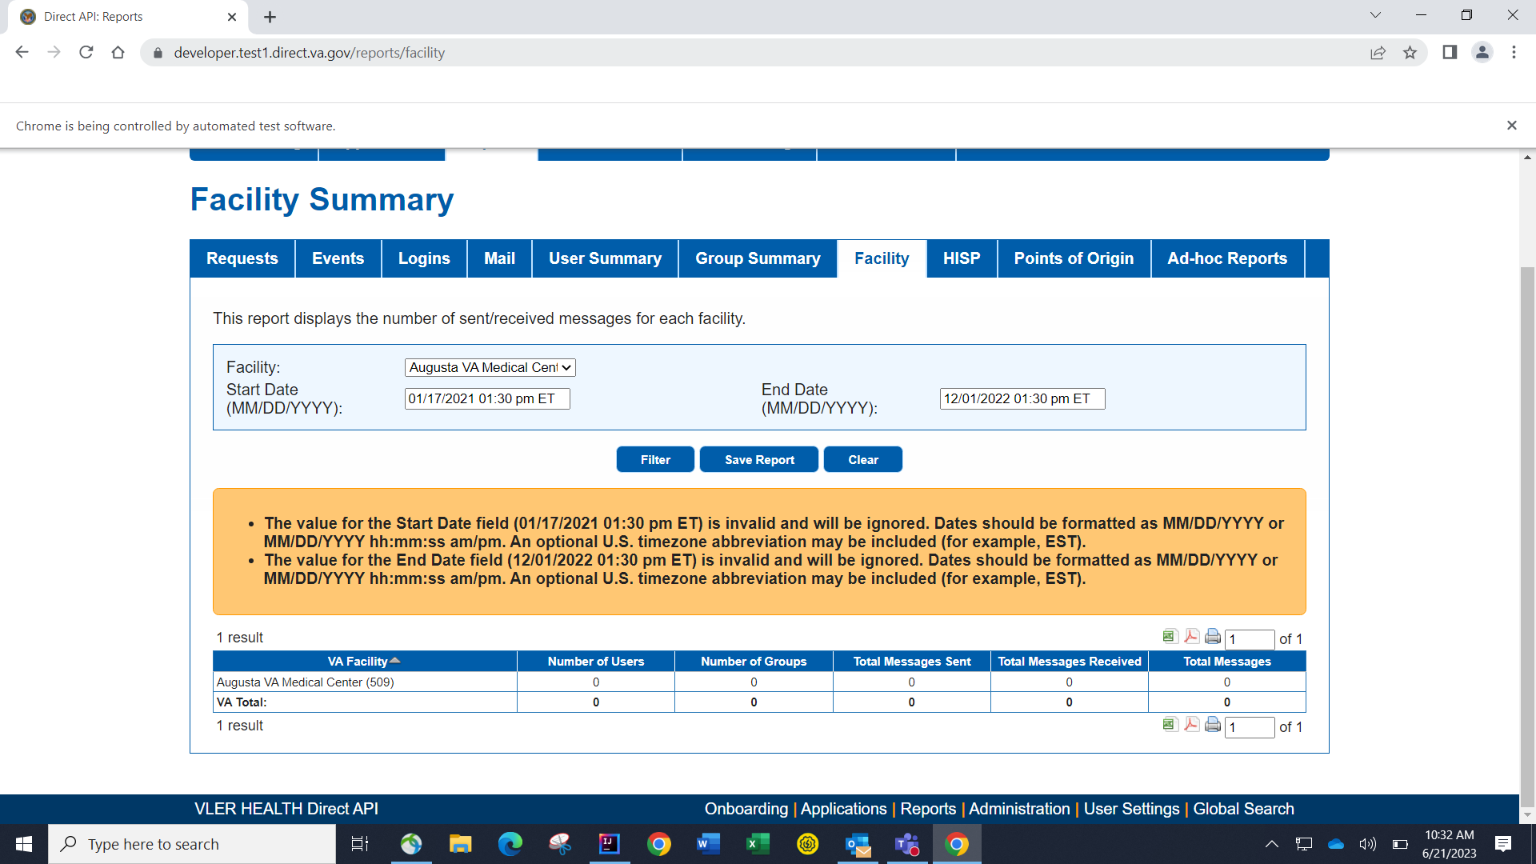 Direct API: Reports
developer.test1.direct.va.gov/reports/facility
Chrome is being controlled by automated test software.
Facility Summary
Requests Events Logins Mail User Summary Group Summary Facility HISP Points of Origin Ad-hoc Reports
This report displays the number of sent/received messages for each facility.
Facility: Augusta VA Medical Cent
Start Date End Date
(MM/DD/YYYY): 01/17/2021 01:30 pm ET (MM/DD/YYYY): 12/01/2022 01:30 pm ET
Filter Save Report Clear
• The value for the Start Date field (01/17/2021 01:30 pm ET) is invalid and will be ignored. Dates should be formatted as MM/DD/YYYY or
MM/DD/YYYY hh:mm:ss am/pm. An optional U.S. timezone abbreviation may be included (for example, EST).
• The value for the End Date field (12/01/2022 01:30 pm ET) is invalid and will be ignored. Dates should be formatted as MM/DD/YYYY or
MM/DD/YYYY hh:mm:ss am/pm. An optional U.S. timezone abbreviation may be included (for example, EST).
1 result 1 of 1
VA Facility Number of Users Number of Groups Total Messages Sent Total Messages Received Total Messages
Augusta VA Medical Center (509) 0 0 0 0 0
VA Total: 0 0 0 0 0
1 result 1 of 1
VLER HEALTH Direct API Onboarding | Applications | Reports | Administration | User Settings | Global Search
Type here to search
10:32 AM
6/21/2023